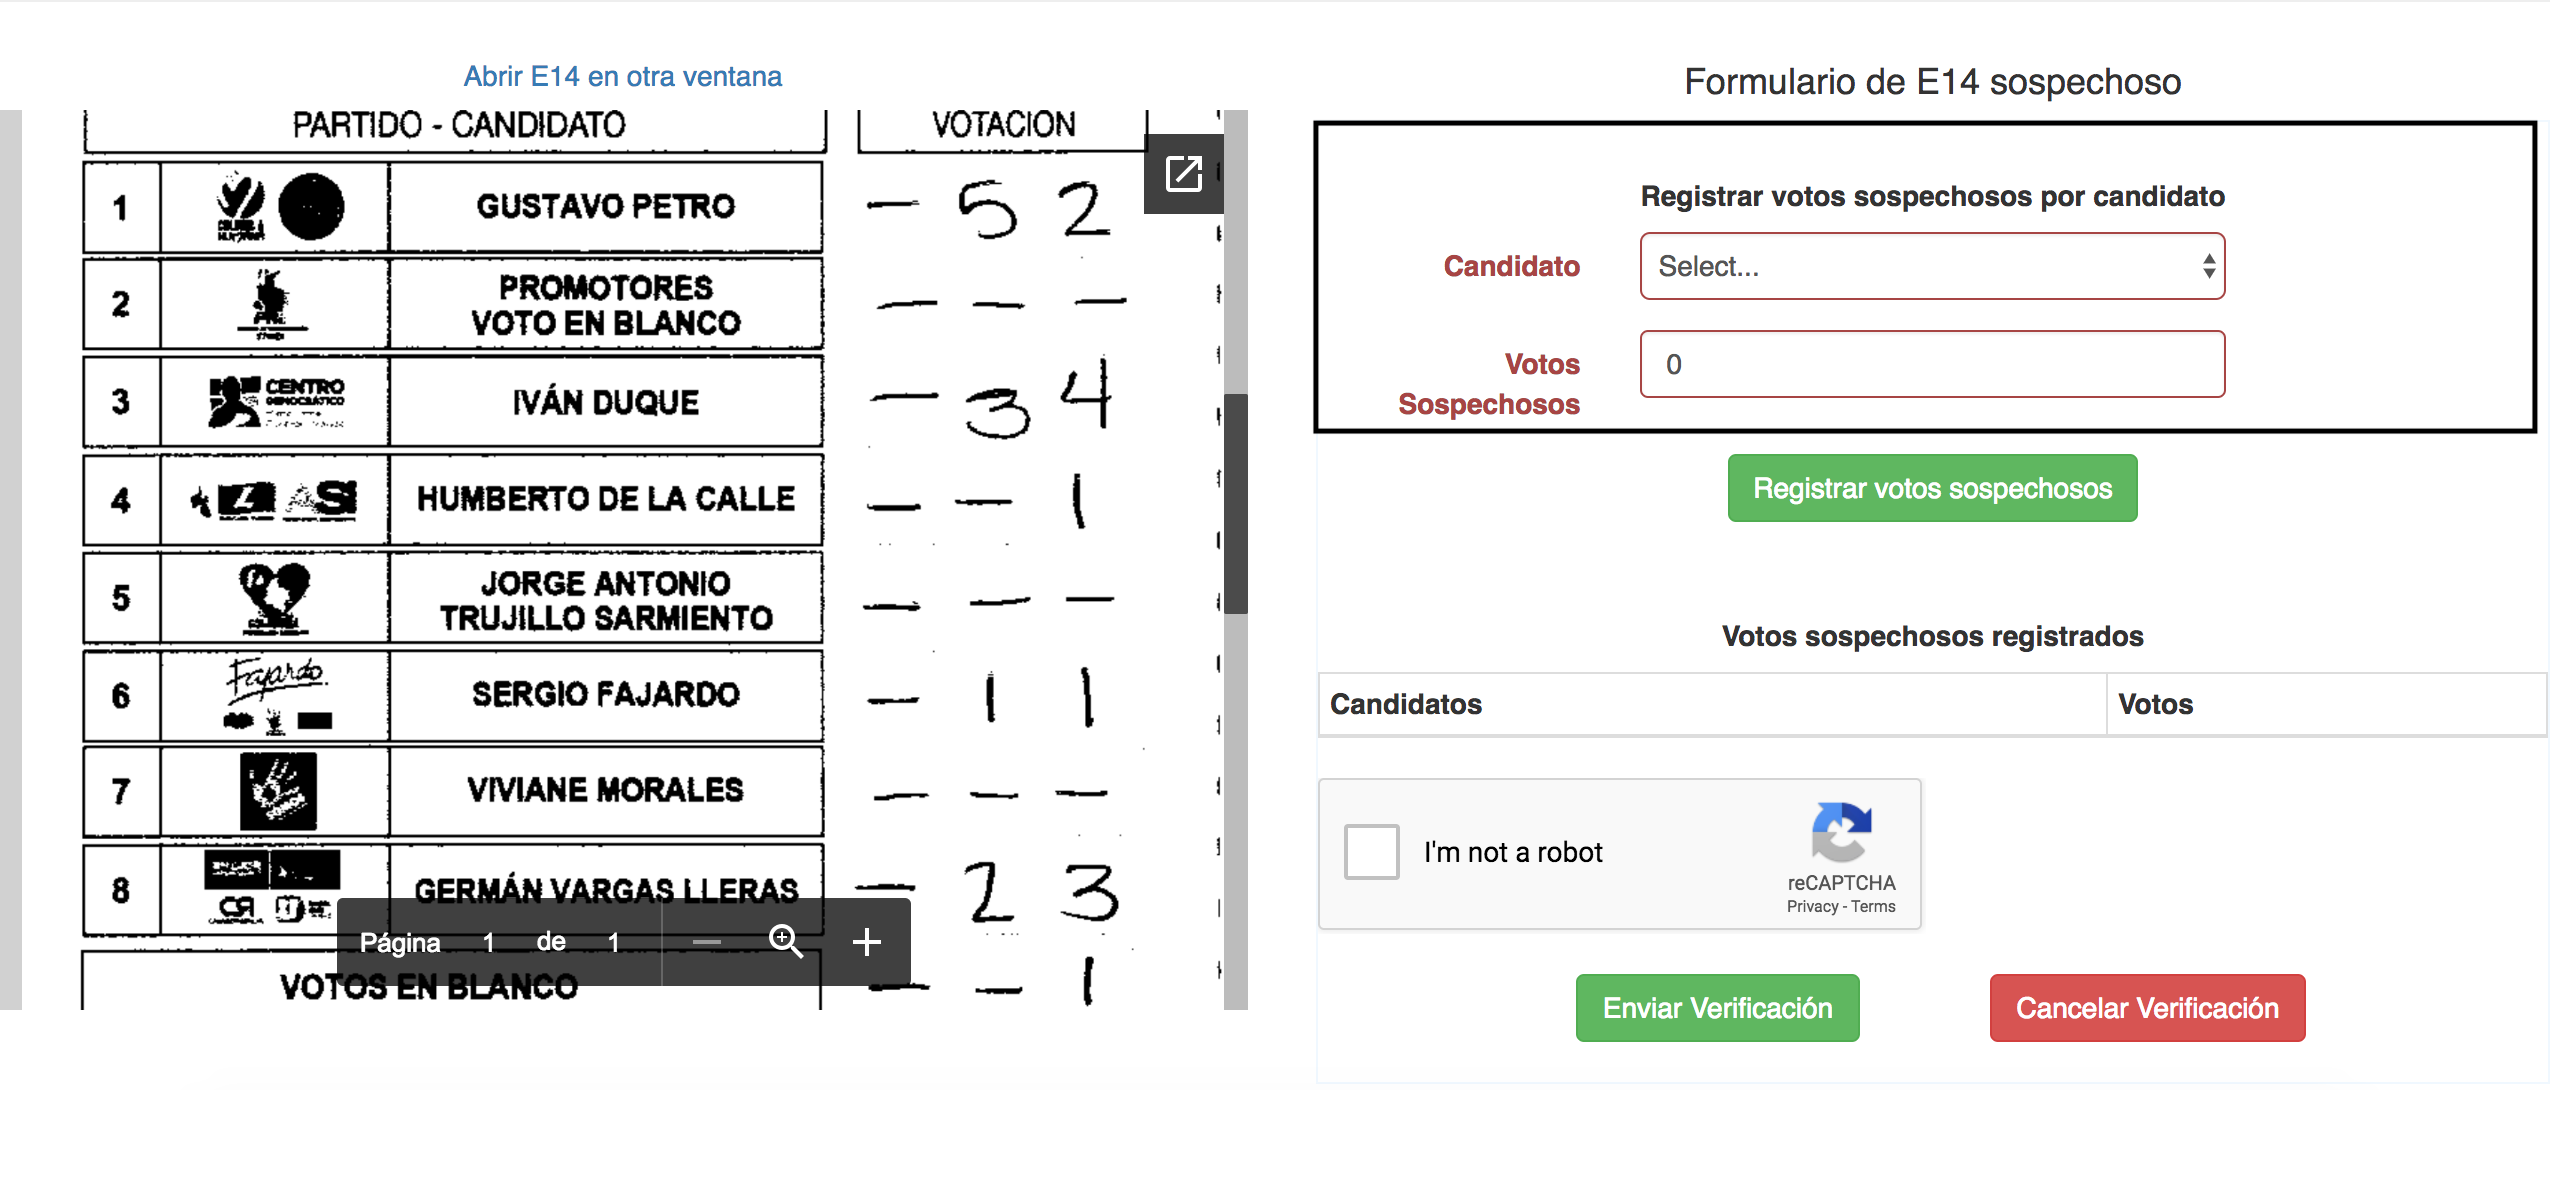 Abrir E14 en otra ventana
PARTIDO - CANDIDATO VOTACION
1 GUSTAVO PETRO - 5 2
2 PROMOTORES
VOTO EN BLANCO - - -
3 CENTRO
DEMOCRÁTICO IVÁN DUQUE - 3 4
4 L ASI HUMBERTO DE LA CALLE - - 1
5 JORGE ANTONIO
TRUJILLO SARMIENTO - - -
6 Fajardo SERGIO FAJARDO - 1 1
7 VIVIANE MORALES - - -
8 CR GERMÁN VARGAS LLERAS - 2 3
Página 1 de 1
VOTOS EN BLANCO - - 1
Formulario de E14 sospechoso
Registrar votos sospechosos por candidato
Candidato Select...
Votos
Sospechosos 0
Registrar votos sospechosos
Votos sospechosos registrados
Candidatos Votos
I'm not a robot
reCAPTCHA
Privacy - Terms
Enviar Verificación Cancelar Verificación